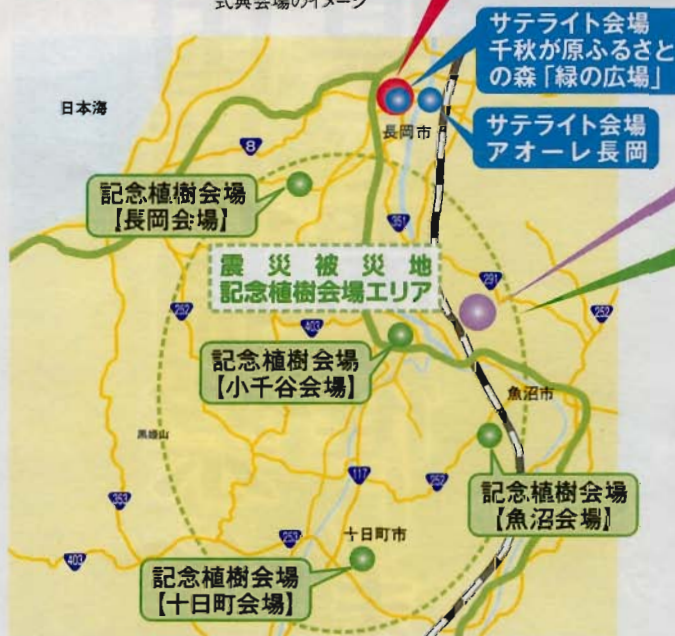 式典会場のイメージ
サテライト会場
千秋が原ふるさと
の森「緑の広場」
日本海
長岡市
サテライト会場
アオーレ長岡
8
記念植樹会場
【長岡会場】
351
震災被災地
記念植樹会場エリア
291
252
252
403
記念植樹会場
【小千谷会場】
魚沼市
黒姫山
117
252
353
記念植樹会場
【魚沼会場】
253
十日町市
403
記念植樹会場
【十日町会場】